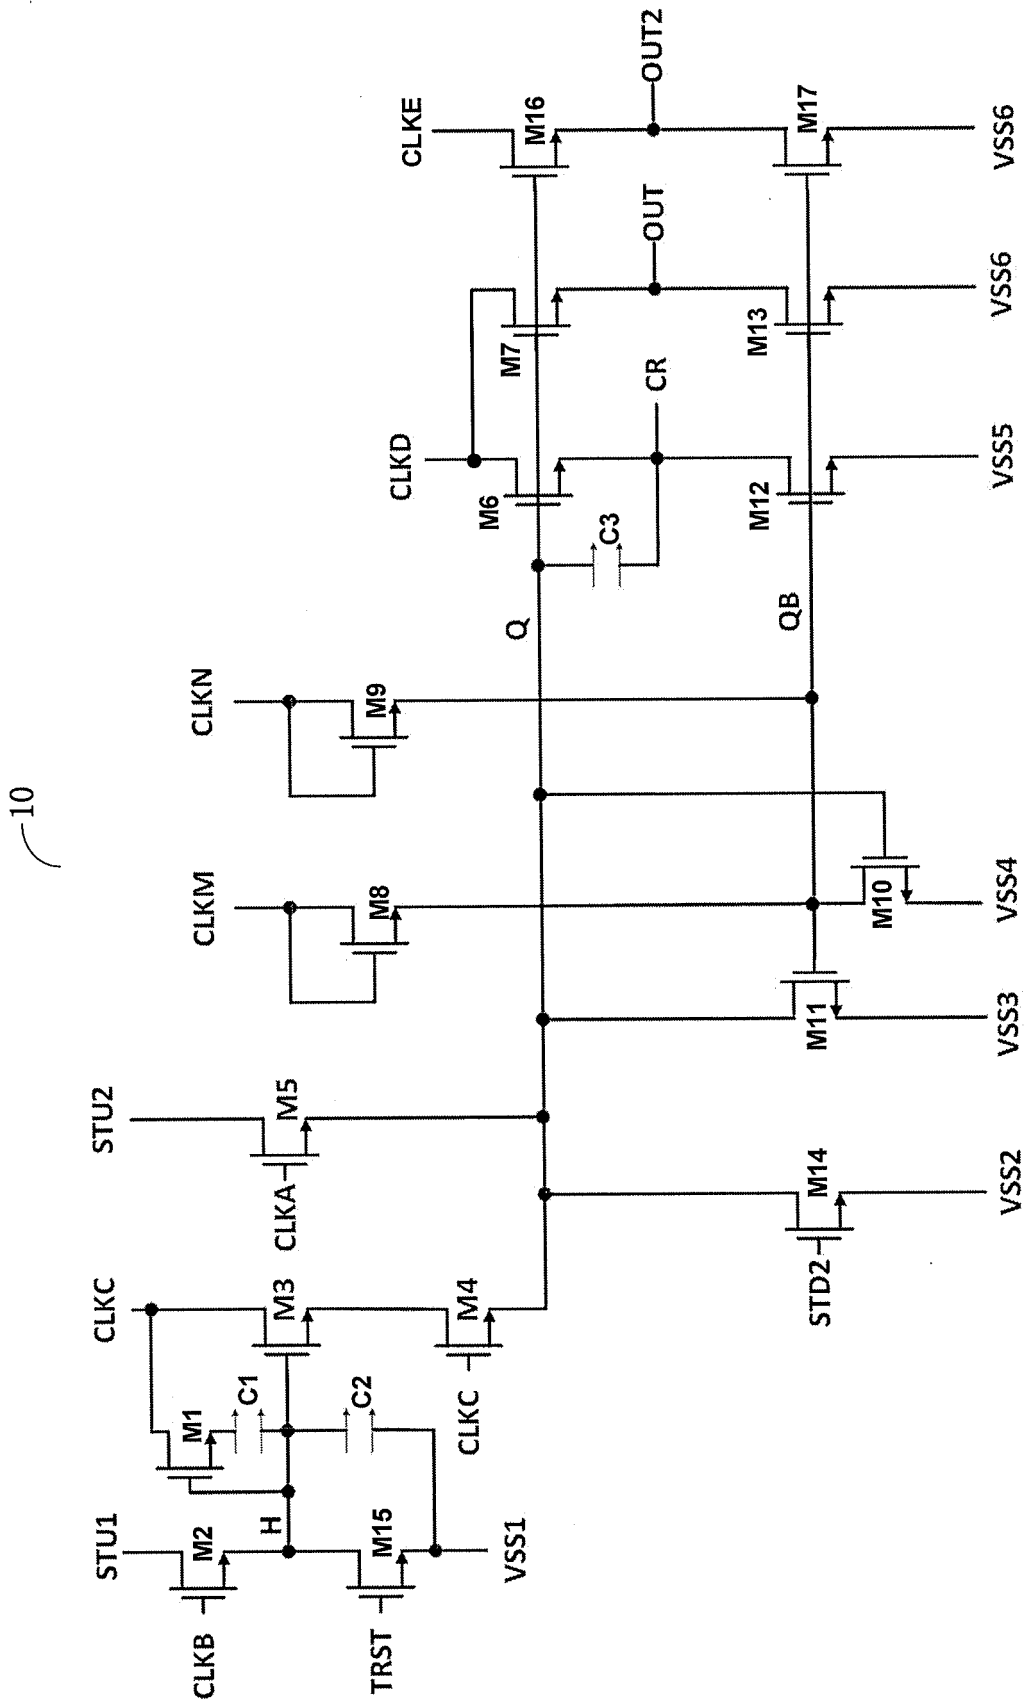 10
STU1
CLKB
M2
H
M15
TRST
VSS1
M1
C1
C2
CLKC
M3
M4
CLKC
STU2
CLKA
M5
STD2
M14
VSS2
M11
VSS3
CLKM
M8
M10
VSS4
CLKN
M9
Q
QB
C3
CLKD
M6
CR
M12
VSS5
M7
OUT
M13
VSS6
CLKE
M16
OUT2
M17
VSS6